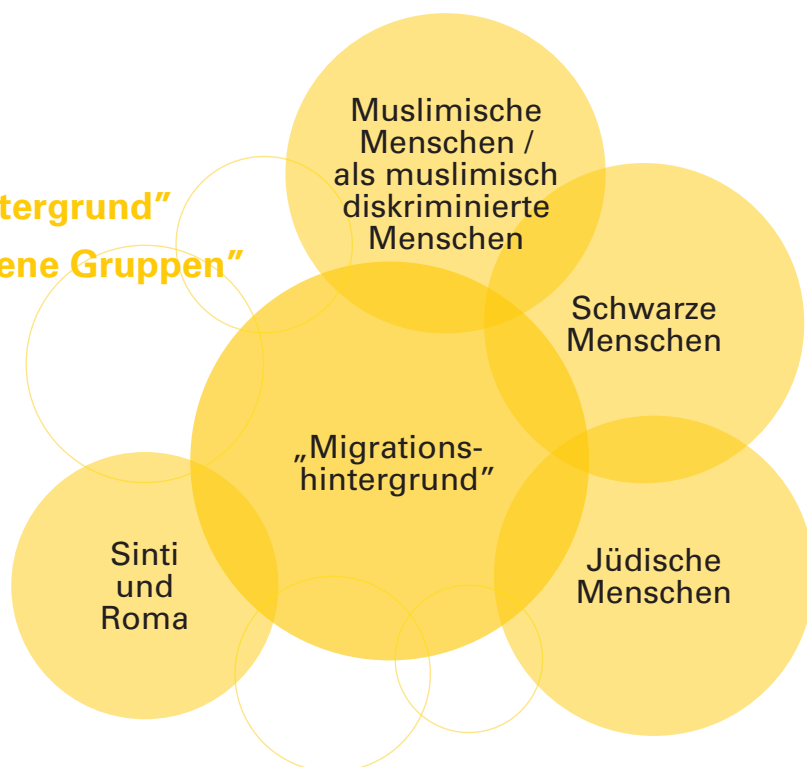 tergrund”
ene Gruppen”
Muslimische
Menschen /
als muslimisch
diskriminierte
Menschen
Schwarze
Menschen
„Migrations-
hintergrund”
Sinti
und
Roma
Jüdische
Menschen